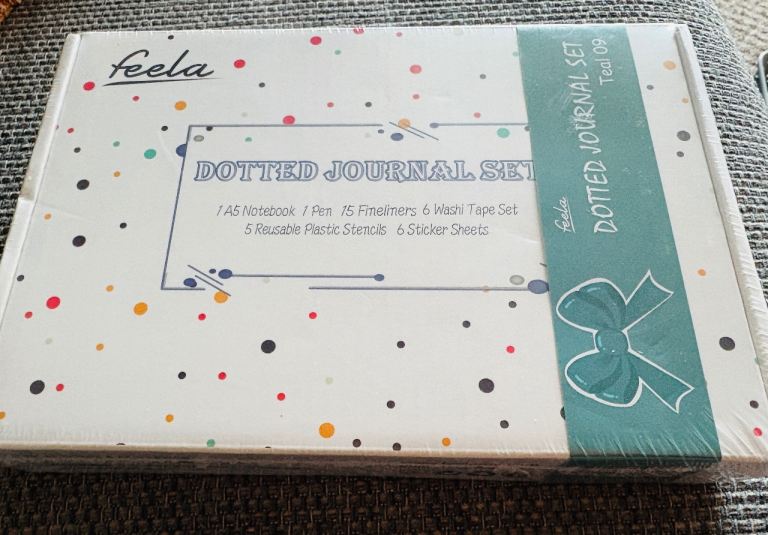 feela
DOTTED JOURNAL SET
1 A5 Notebook 1 Pen 15 Fineliners 6 Washi Tape Set
5 Reusable Plastic Stencils 6 Sticker Sheets
feela
DOTTED JOURNAL SET
Teal 09